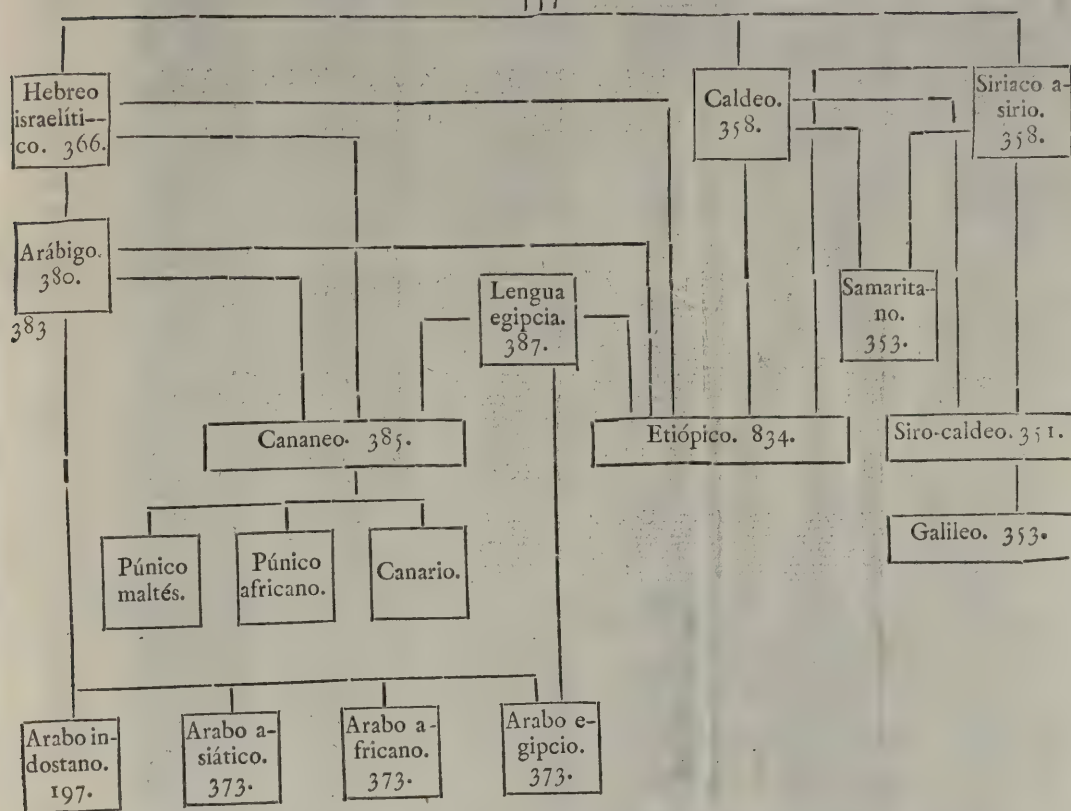 Hebreo
israelíti--
co. 366.
Caldeo.
358.
Siriaco a-
sirio.
358.
Arábigo.
380.
383
Lengua
egipcia.
387.
Samarita-
no.
353.
Cananeo. 385.
Etiópico. 834.
Siro-caldeo. 351.
Galileo. 353.
Púnico
maltés.
Púnico
africano.
Canario.
Arabo in-
dostano.
197.
Arabo a-
siático.
373.
Arabo a-
fricano.
373.
Arabo e-
gipcio.
373.